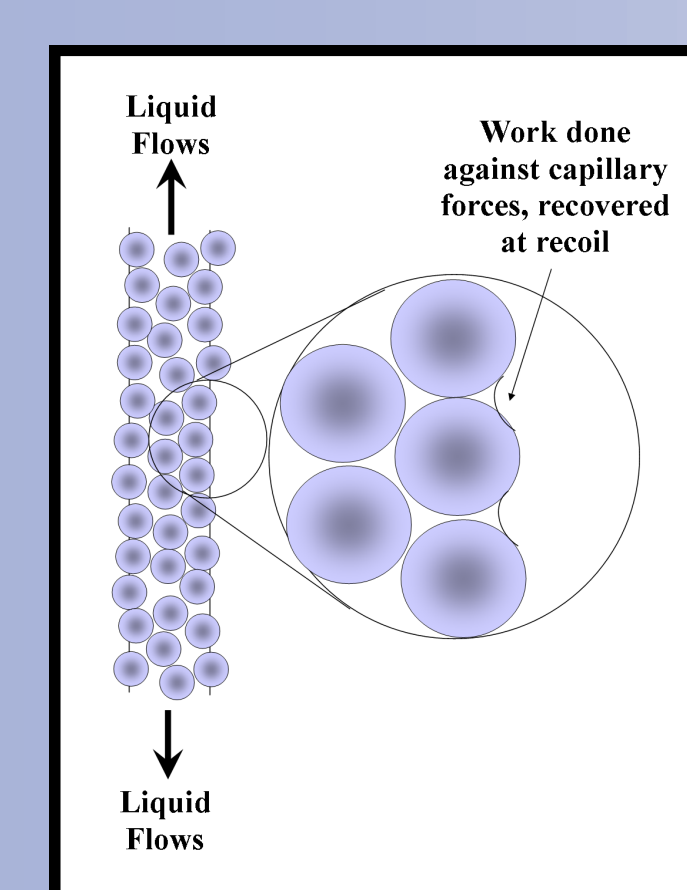 Liquid
Flows
Work done
against capillary
forces, recovered
at recoil
Liquid
Flows